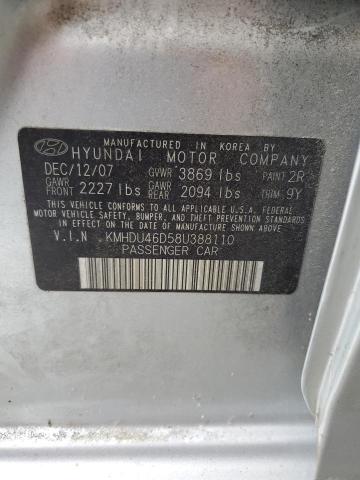 MANUFACTURED IN KOREA BY
HYUNDAI MOTOR COMPANY
DEC/12/07 GVWR 3869 lbs PAINT 2R
GAWR FRONT 2227 lbs GAWR REAR 2094 lbs TRIM 9Y
THIS VEHICLE CONFORMS TO ALL APPLICABLE U.S. FEDERAL
MOTOR VEHICLE SAFETY, BUMPER, AND THEFT PREVENTION STANDARDS
IN EFFECT ON THE DATE OF MANUFACTURE SHOWN ABOVE.
V.I.N KMHDU46D58U388110
PASSENGER CAR